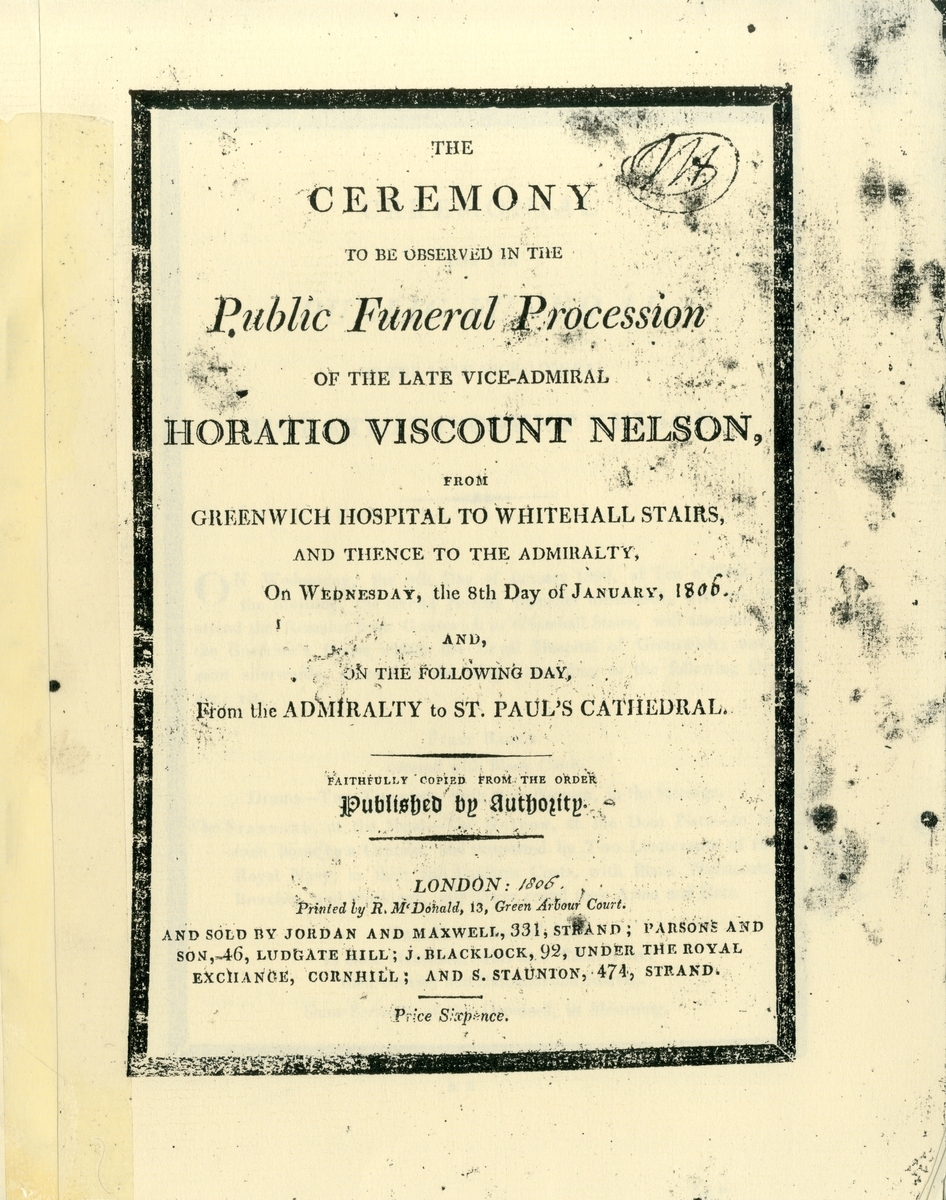 THE
CEREMONY
TO BE OBSERVED IN THE
Public Funeral Procession
OF THE LATE VICE-ADMIRAL
HORATIO VISCOUNT NELSON,
FROM
GREENWICH HOSPITAL TO WHITEHALL STAIRS,
AND THENCE TO THE ADMIRALTY,
On WEDNESDAY, the 8th Day of JANUARY, 1806.
AND,
ON THE FOLLOWING DAY,
From the ADMIRALTY to ST. PAUL'S CATHEDRAL.
FAITHFULLY COPIED FROM THE ORDER
Published by Authority.
LONDON: 1806.
Printed by R. McDonald, 13, Green Arbour Court.
AND SOLD BY JORDAN AND MAXWELL, 331, STRAND; PARSONS AND
SON, 46, LUDGATE HILL; J. BLACKLOCK, 92, UNDER THE ROYAL
EXCHANGE, CORNHILL; AND S. STAUNTON, 474, STRAND.
Price Sixpence.